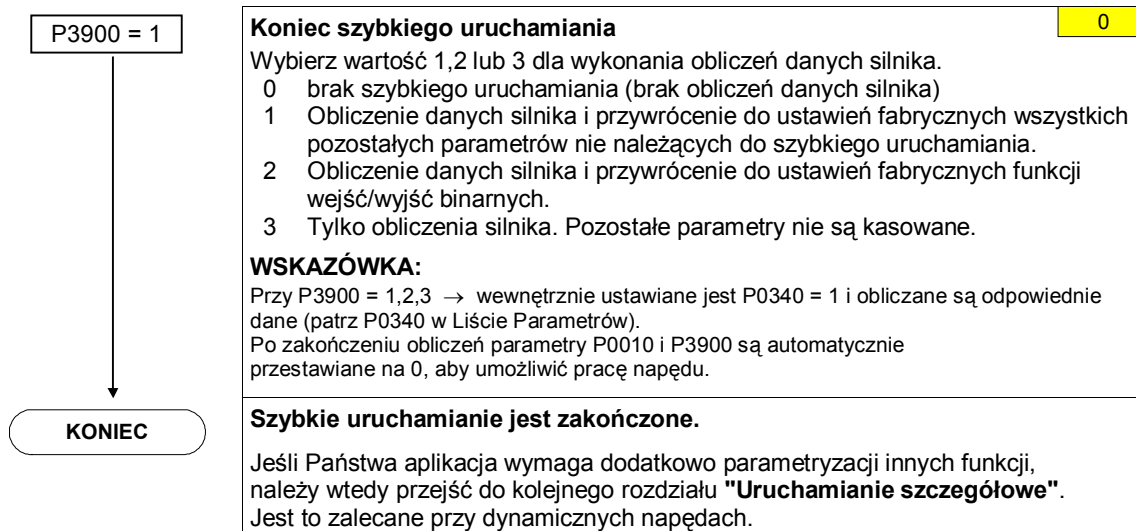 P3900 = 1
Koniec szybkiego uruchamiania
0
Wybierz wartość 1,2 lub 3 dla wykonania obliczeń danych silnika.
0 brak szybkiego uruchamiania (brak obliczeń danych silnika)
1 Obliczenie danych silnika i przywrócenie do ustawień fabrycznych wszystkich
pozostałych parametrów nie należących do szybkiego uruchamiania.
2 Obliczenie danych silnika i przywrócenie do ustawień fabrycznych funkcji
wejść/wyjść binarnych.
3 Tylko obliczenia silnika. Pozostałe parametry nie są kasowane.
WSKAZÓWKA:
Przy P3900 = 1,2,3 → wewnętrznie ustawiane jest P0340 = 1 i obliczane są odpowiednie
dane (patrz P0340 w Liście Parametrów).
Po zakończeniu obliczeń parametry P0010 i P3900 są automatycznie
przestawiane na 0, aby umożliwić pracę napędu.
KONIEC
Szybkie uruchamianie jest zakończone.
Jeśli Państwa aplikacja wymaga dodatkowo parametryzacji innych funkcji,
należy wtedy przejść do kolejnego rozdziału "Uruchamianie szczegółowe".
Jest to zalecane przy dynamicznych napędach.